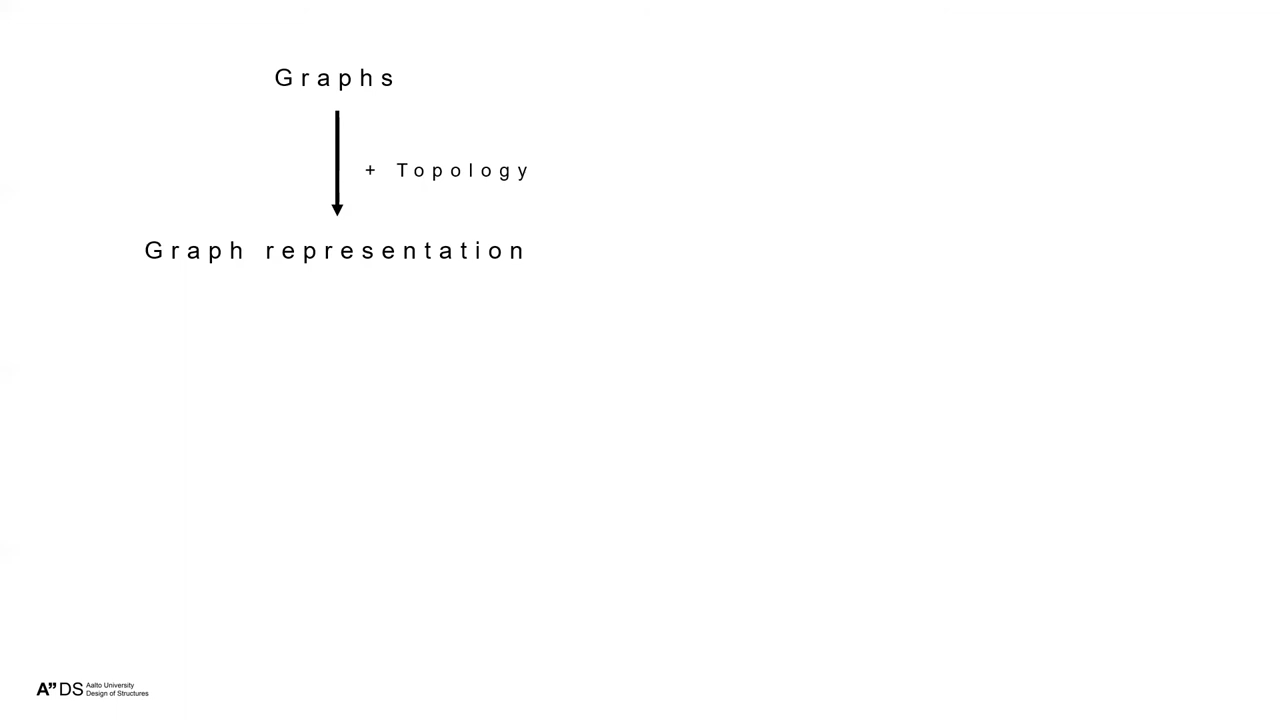 Graphs
+ Topology
Graph representation
A” DS Aalto University
Design of Structures